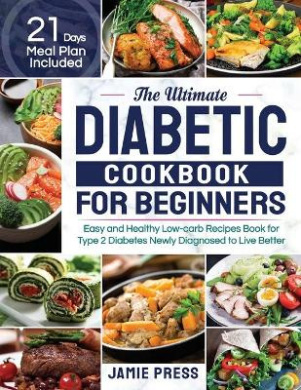 21 Days
Meal Plan
Included
The Ultimate
DIABETIC
COOKBOOK
FOR BEGINNERS
Easy and Healthy Low-carb Recipes Book for
Type 2 Diabetes Newly Diagnosed to Live Better
JAMIE PRESS